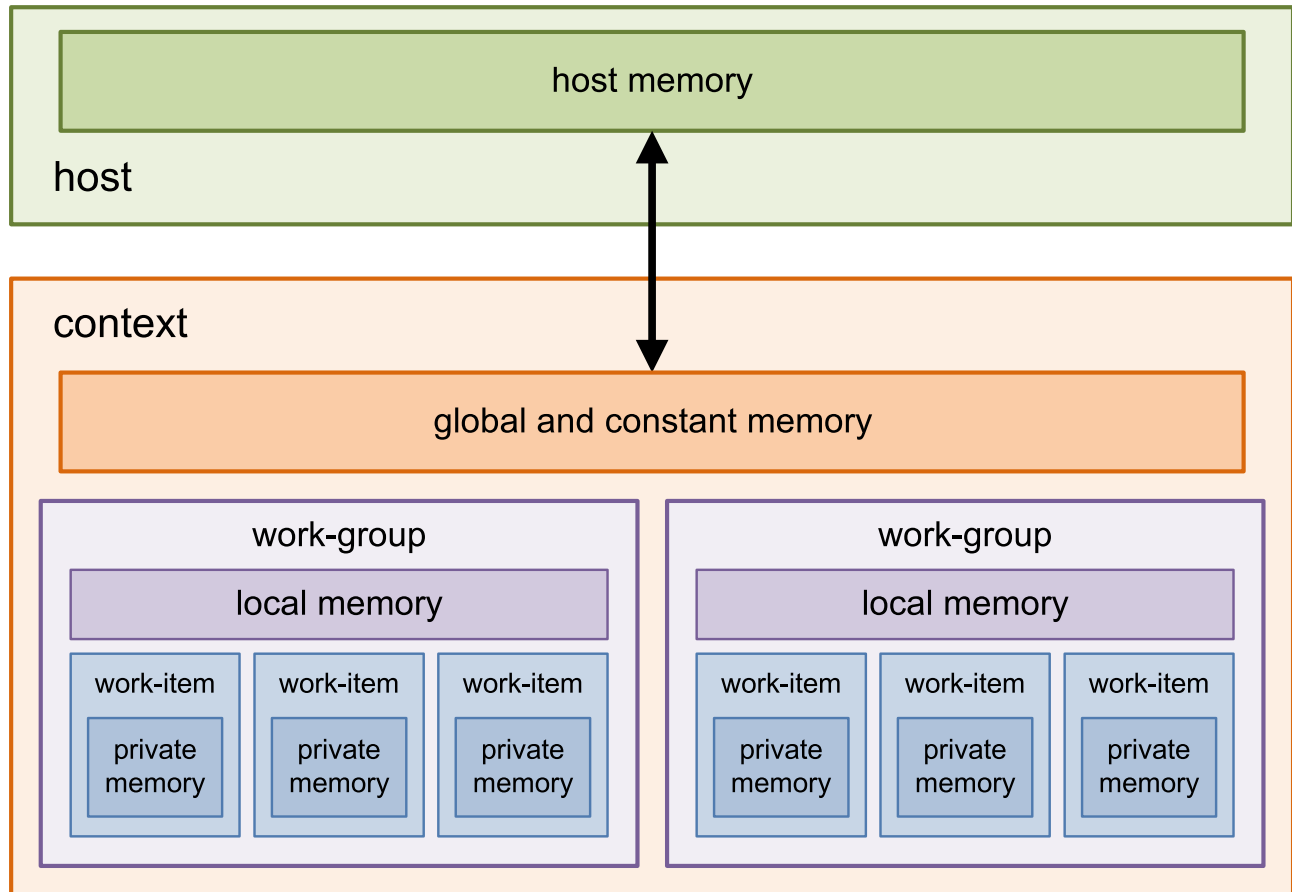 host memory
host
context
global and constant memory
work-group
local memory
work-item
private
memory
work-item
private
memory
work-item
private
memory
work-group
local memory
work-item
private
memory
work-item
private
memory
work-item
private
memory